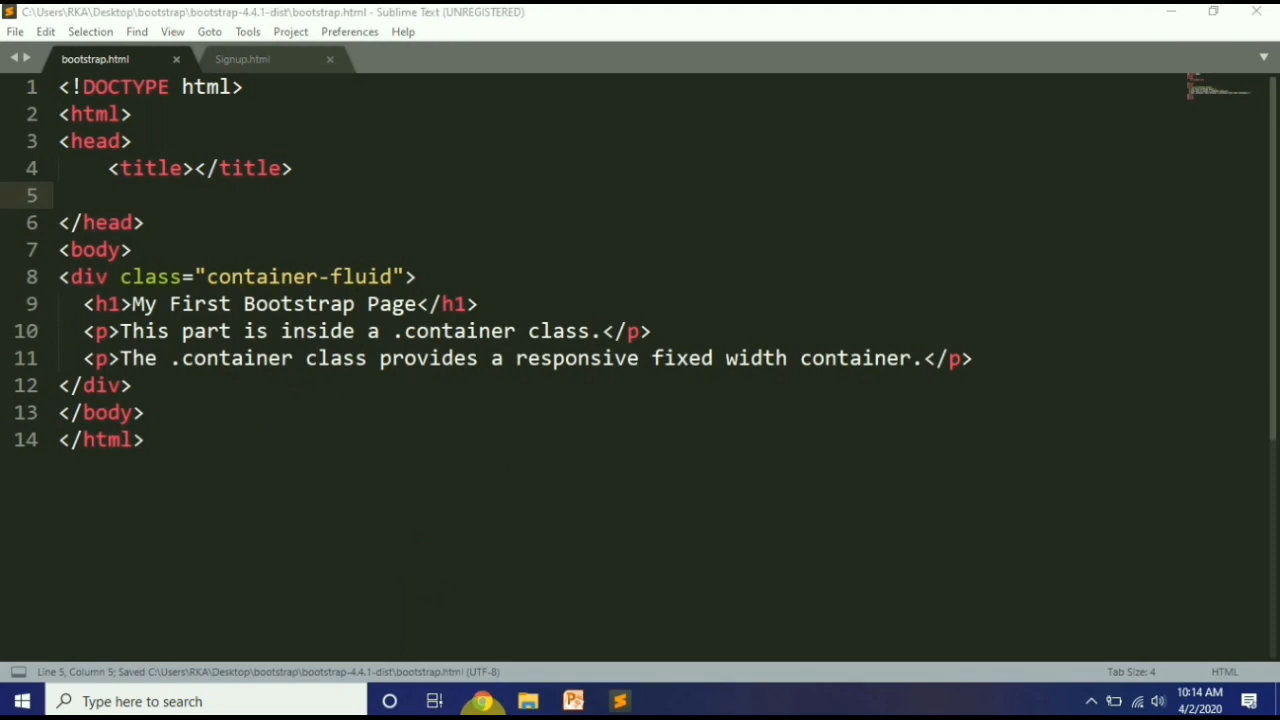 C:\Users\RKA\Desktop\bootstrap\bootstrap-4.4.1-dist\bootstrap.html - Sublime Text (UNREGISTERED)
File Edit Selection Find View Goto Tools Project Preferences Help
bootstrap.html Signup.html
1 <!DOCTYPE html>
2 <html>
3 <head>
4 <title></title>
5
6 </head>
7 <body>
8 <div class="container-fluid">
9 <h1>My First Bootstrap Page</h1>
10 <p>This part is inside a .container class.</p>
11 <p>The .container class provides a responsive fixed width container.</p>
12 </div>
13 </body>
14 </html>
Line 5, Column 5; Saved C:\Users\RKA\Desktop\bootstrap\bootstrap-4.4.1-dist\bootstrap.html (UTF-8) Tab Size: 4 HTML
Type here to search
10:14 AM
4/2/2020